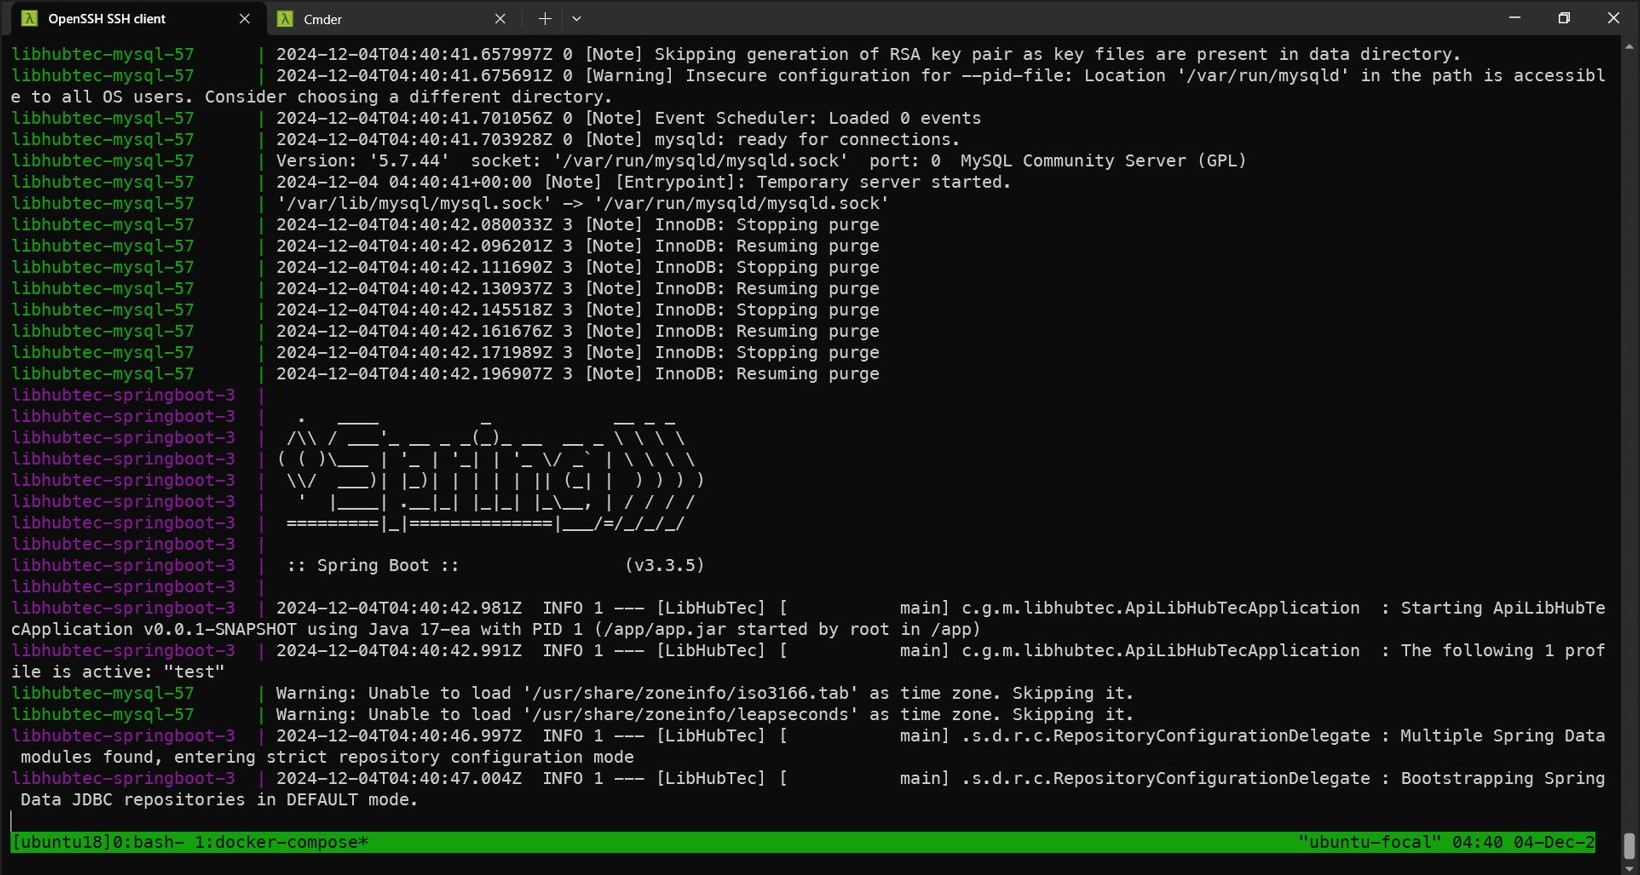 OpenSSH SSH client
Cmder
libhubtec-mysql-57      | 2024-12-04T04:40:41.657997Z 0 [Note] Skipping generation of RSA key pair as key files are present in data directory.
libhubtec-mysql-57      | 2024-12-04T04:40:41.675691Z 0 [Warning] Insecure configuration for --pid-file: Location '/var/run/mysqld' in the path is accessibl
e to all OS users. Consider choosing a different directory.
libhubtec-mysql-57      | 2024-12-04T04:40:41.701056Z 0 [Note] Event Scheduler: Loaded 0 events
libhubtec-mysql-57      | 2024-12-04T04:40:41.703928Z 0 [Note] mysqld: ready for connections.
libhubtec-mysql-57      | Version: '5.7.44'  socket: '/var/run/mysqld/mysqld.sock'  port: 0  MySQL Community Server (GPL)
libhubtec-mysql-57      | 2024-12-04 04:40:41+00:00 [Note] [Entrypoint]: Temporary server started.
libhubtec-mysql-57      | '/var/lib/mysql/mysql.sock' -> '/var/run/mysqld/mysqld.sock'
libhubtec-mysql-57      | 2024-12-04T04:40:42.080033Z 3 [Note] InnoDB: Stopping purge
libhubtec-mysql-57      | 2024-12-04T04:40:42.096201Z 3 [Note] InnoDB: Resuming purge
libhubtec-mysql-57      | 2024-12-04T04:40:42.111690Z 3 [Note] InnoDB: Stopping purge
libhubtec-mysql-57      | 2024-12-04T04:40:42.130937Z 3 [Note] InnoDB: Resuming purge
libhubtec-mysql-57      | 2024-12-04T04:40:42.145518Z 3 [Note] InnoDB: Stopping purge
libhubtec-mysql-57      | 2024-12-04T04:40:42.161676Z 3 [Note] InnoDB: Resuming purge
libhubtec-mysql-57      | 2024-12-04T04:40:42.171989Z 3 [Note] InnoDB: Stopping purge
libhubtec-mysql-57      | 2024-12-04T04:40:42.196907Z 3 [Note] InnoDB: Resuming purge
libhubtec-springboot-3  |
libhubtec-springboot-3  |   .   ____          _            __ _ _
libhubtec-springboot-3  |  /\\ / ___'_ __ _ _(_)_ __  __ _ \ \ \ \
libhubtec-springboot-3  | ( ( )\___ | '_ | '_| | '_ \/ _` | \ \ \ \
libhubtec-springboot-3  |  \\/  ___)| |_)| | | | | || (_| |  ) ) ) )
libhubtec-springboot-3  |   '  |____| .__|_| |_|_| |_\__, | / / / /
libhubtec-springboot-3  |  =========|_|==============|___/=/_/_/_/
libhubtec-springboot-3  |
libhubtec-springboot-3  |  :: Spring Boot ::                (v3.3.5)
libhubtec-springboot-3  |
libhubtec-springboot-3  | 2024-12-04T04:40:42.981Z  INFO 1 --- [LibHubTec] [           main] c.g.m.libhubtec.ApiLibHubTecApplication  : Starting ApiLibHubTe
cApplication v0.0.1-SNAPSHOT using Java 17-ea with PID 1 (/app/app.jar started by root in /app)
libhubtec-springboot-3  | 2024-12-04T04:40:42.991Z  INFO 1 --- [LibHubTec] [           main] c.g.m.libhubtec.ApiLibHubTecApplication  : The following 1 prof
ile is active: "test"
libhubtec-mysql-57      | Warning: Unable to load '/usr/share/zoneinfo/iso3166.tab' as time zone. Skipping it.
libhubtec-mysql-57      | Warning: Unable to load '/usr/share/zoneinfo/leapseconds' as time zone. Skipping it.
libhubtec-springboot-3  | 2024-12-04T04:40:46.997Z  INFO 1 --- [LibHubTec] [           main] .s.d.r.c.RepositoryConfigurationDelegate : Multiple Spring Data
 modules found, entering strict repository configuration mode
libhubtec-springboot-3  | 2024-12-04T04:40:47.004Z  INFO 1 --- [LibHubTec] [           main] .s.d.r.c.RepositoryConfigurationDelegate : Bootstrapping Spring
 Data JDBC repositories in DEFAULT mode.
[ubuntu18]0:bash- 1:docker-compose* "ubuntu-focal" 04:40 04-Dec-2